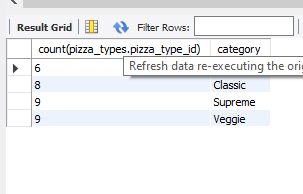 Result Grid Filter Rows:
count(pizza_types.pizza_type_id) category
6
Refresh data re-executing the
8 Classic
9 Supreme
9 Veggie